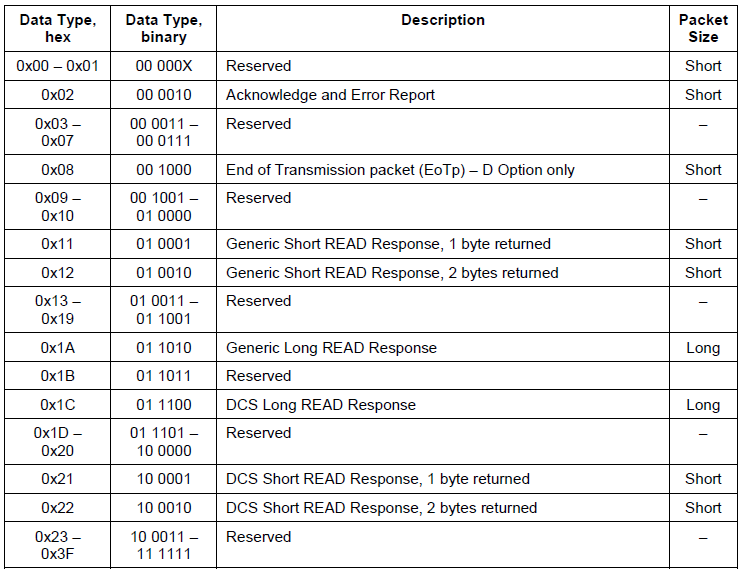 Data Type, hex | Data Type, binary | Description | Packet Size
0x00 – 0x01 | 00 000X | Reserved | Short
0x02 | 00 0010 | Acknowledge and Error Report | Short
0x03 – 0x07 | 00 0011 – 00 0111 | Reserved | –
0x08 | 00 1000 | End of Transmission packet (EoTp) – D Option only | Short
0x09 – 0x10 | 00 1001 – 01 0000 | Reserved | –
0x11 | 01 0001 | Generic Short READ Response, 1 byte returned | Short
0x12 | 01 0010 | Generic Short READ Response, 2 bytes returned | Short
0x13 – 0x19 | 01 0011 – 01 1001 | Reserved | –
0x1A | 01 1010 | Generic Long READ Response | Long
0x1B | 01 1011 | Reserved |
0x1C | 01 1100 | DCS Long READ Response | Long
0x1D – 0x20 | 01 1101 – 10 0000 | Reserved | –
0x21 | 10 0001 | DCS Short READ Response, 1 byte returned | Short
0x22 | 10 0010 | DCS Short READ Response, 2 bytes returned | Short
0x23 – 0x3F | 10 0011 – 11 1111 | Reserved | –